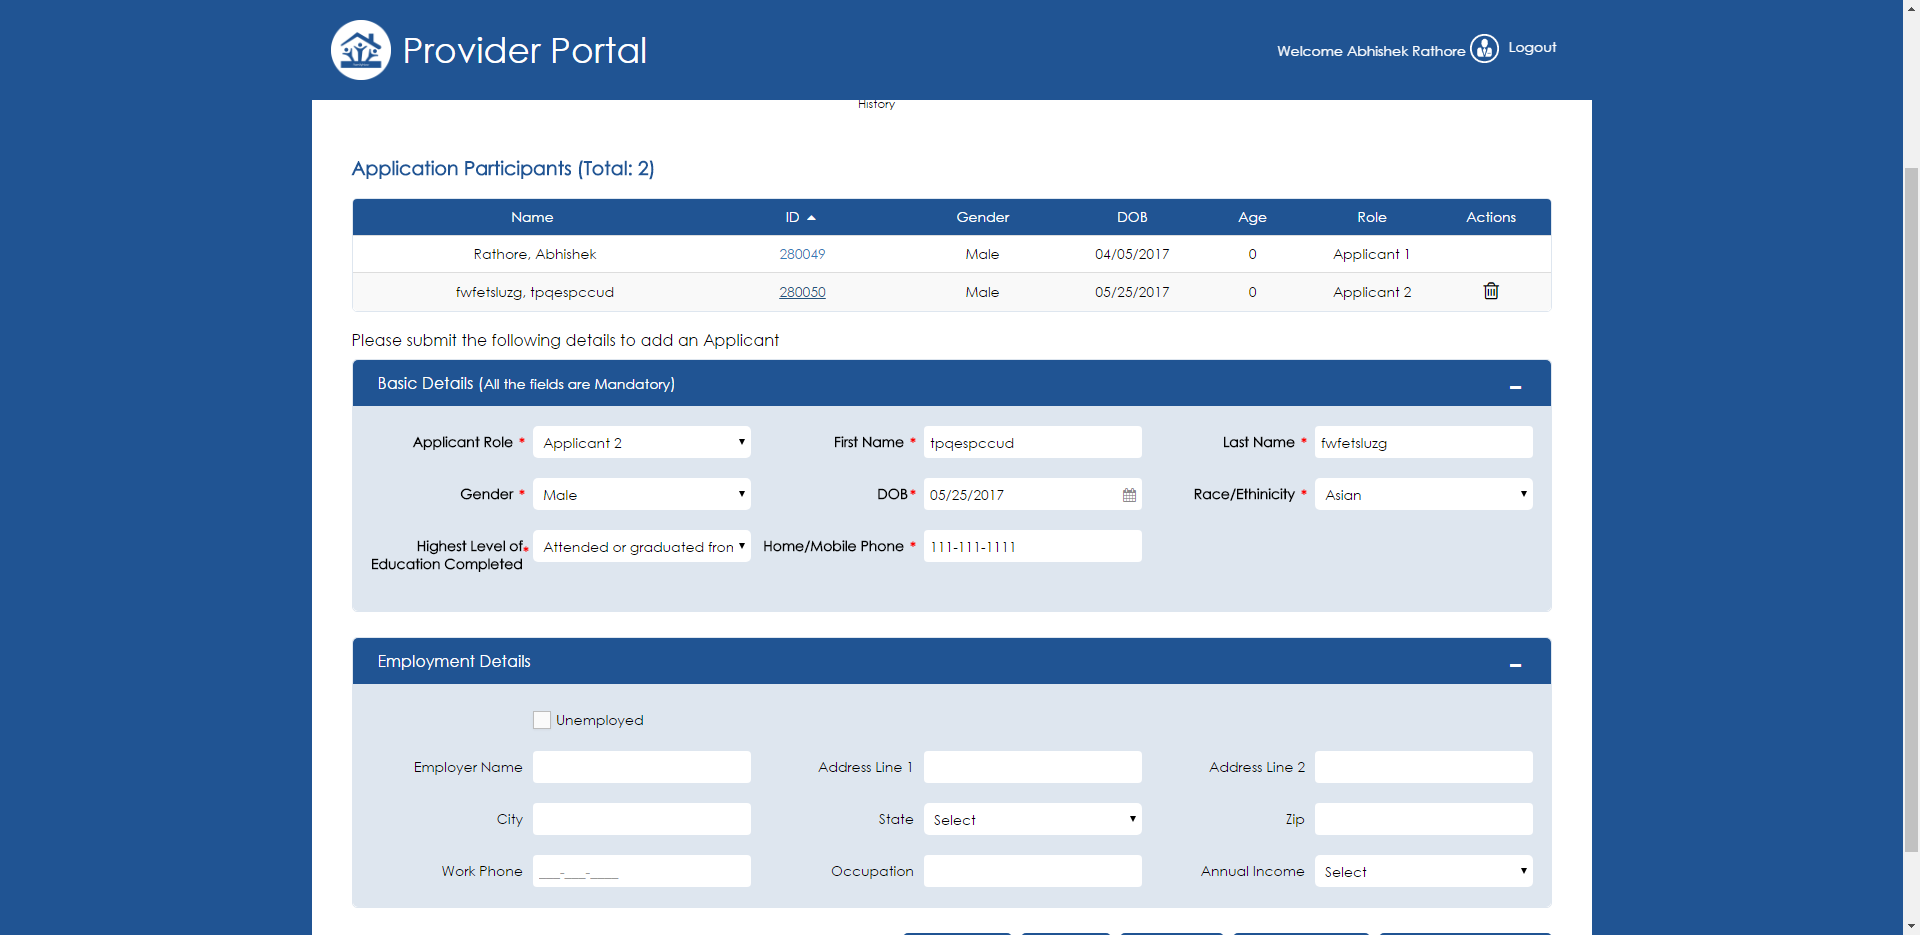 Provider Portal
Welcome Abhishek Rathore Logout
History
Application Participants (Total: 2)
Name ID Gender DOB Age Role Actions
Rathore, Abhishek 280049 Male 04/05/2017 0 Applicant 1
fwfetsluzg, tpqespccud 280050 Male 05/25/2017 0 Applicant 2
Please submit the following details to add an Applicant
Basic Details (All the fields are Mandatory)
Applicant Role * Applicant 2 First Name * tpqespccud Last Name * fwfetsluzg
Gender * Male DOB* 05/25/2017 Race/Ethinicity * Asian
Highest Level of Education Completed* Attended or graduated fron Home/Mobile Phone * 111-111-1111
Employment Details
Unemployed
Employer Name Address Line 1 Address Line 2
City State Select Zip
Work Phone ___-___-____ Occupation Annual Income Select